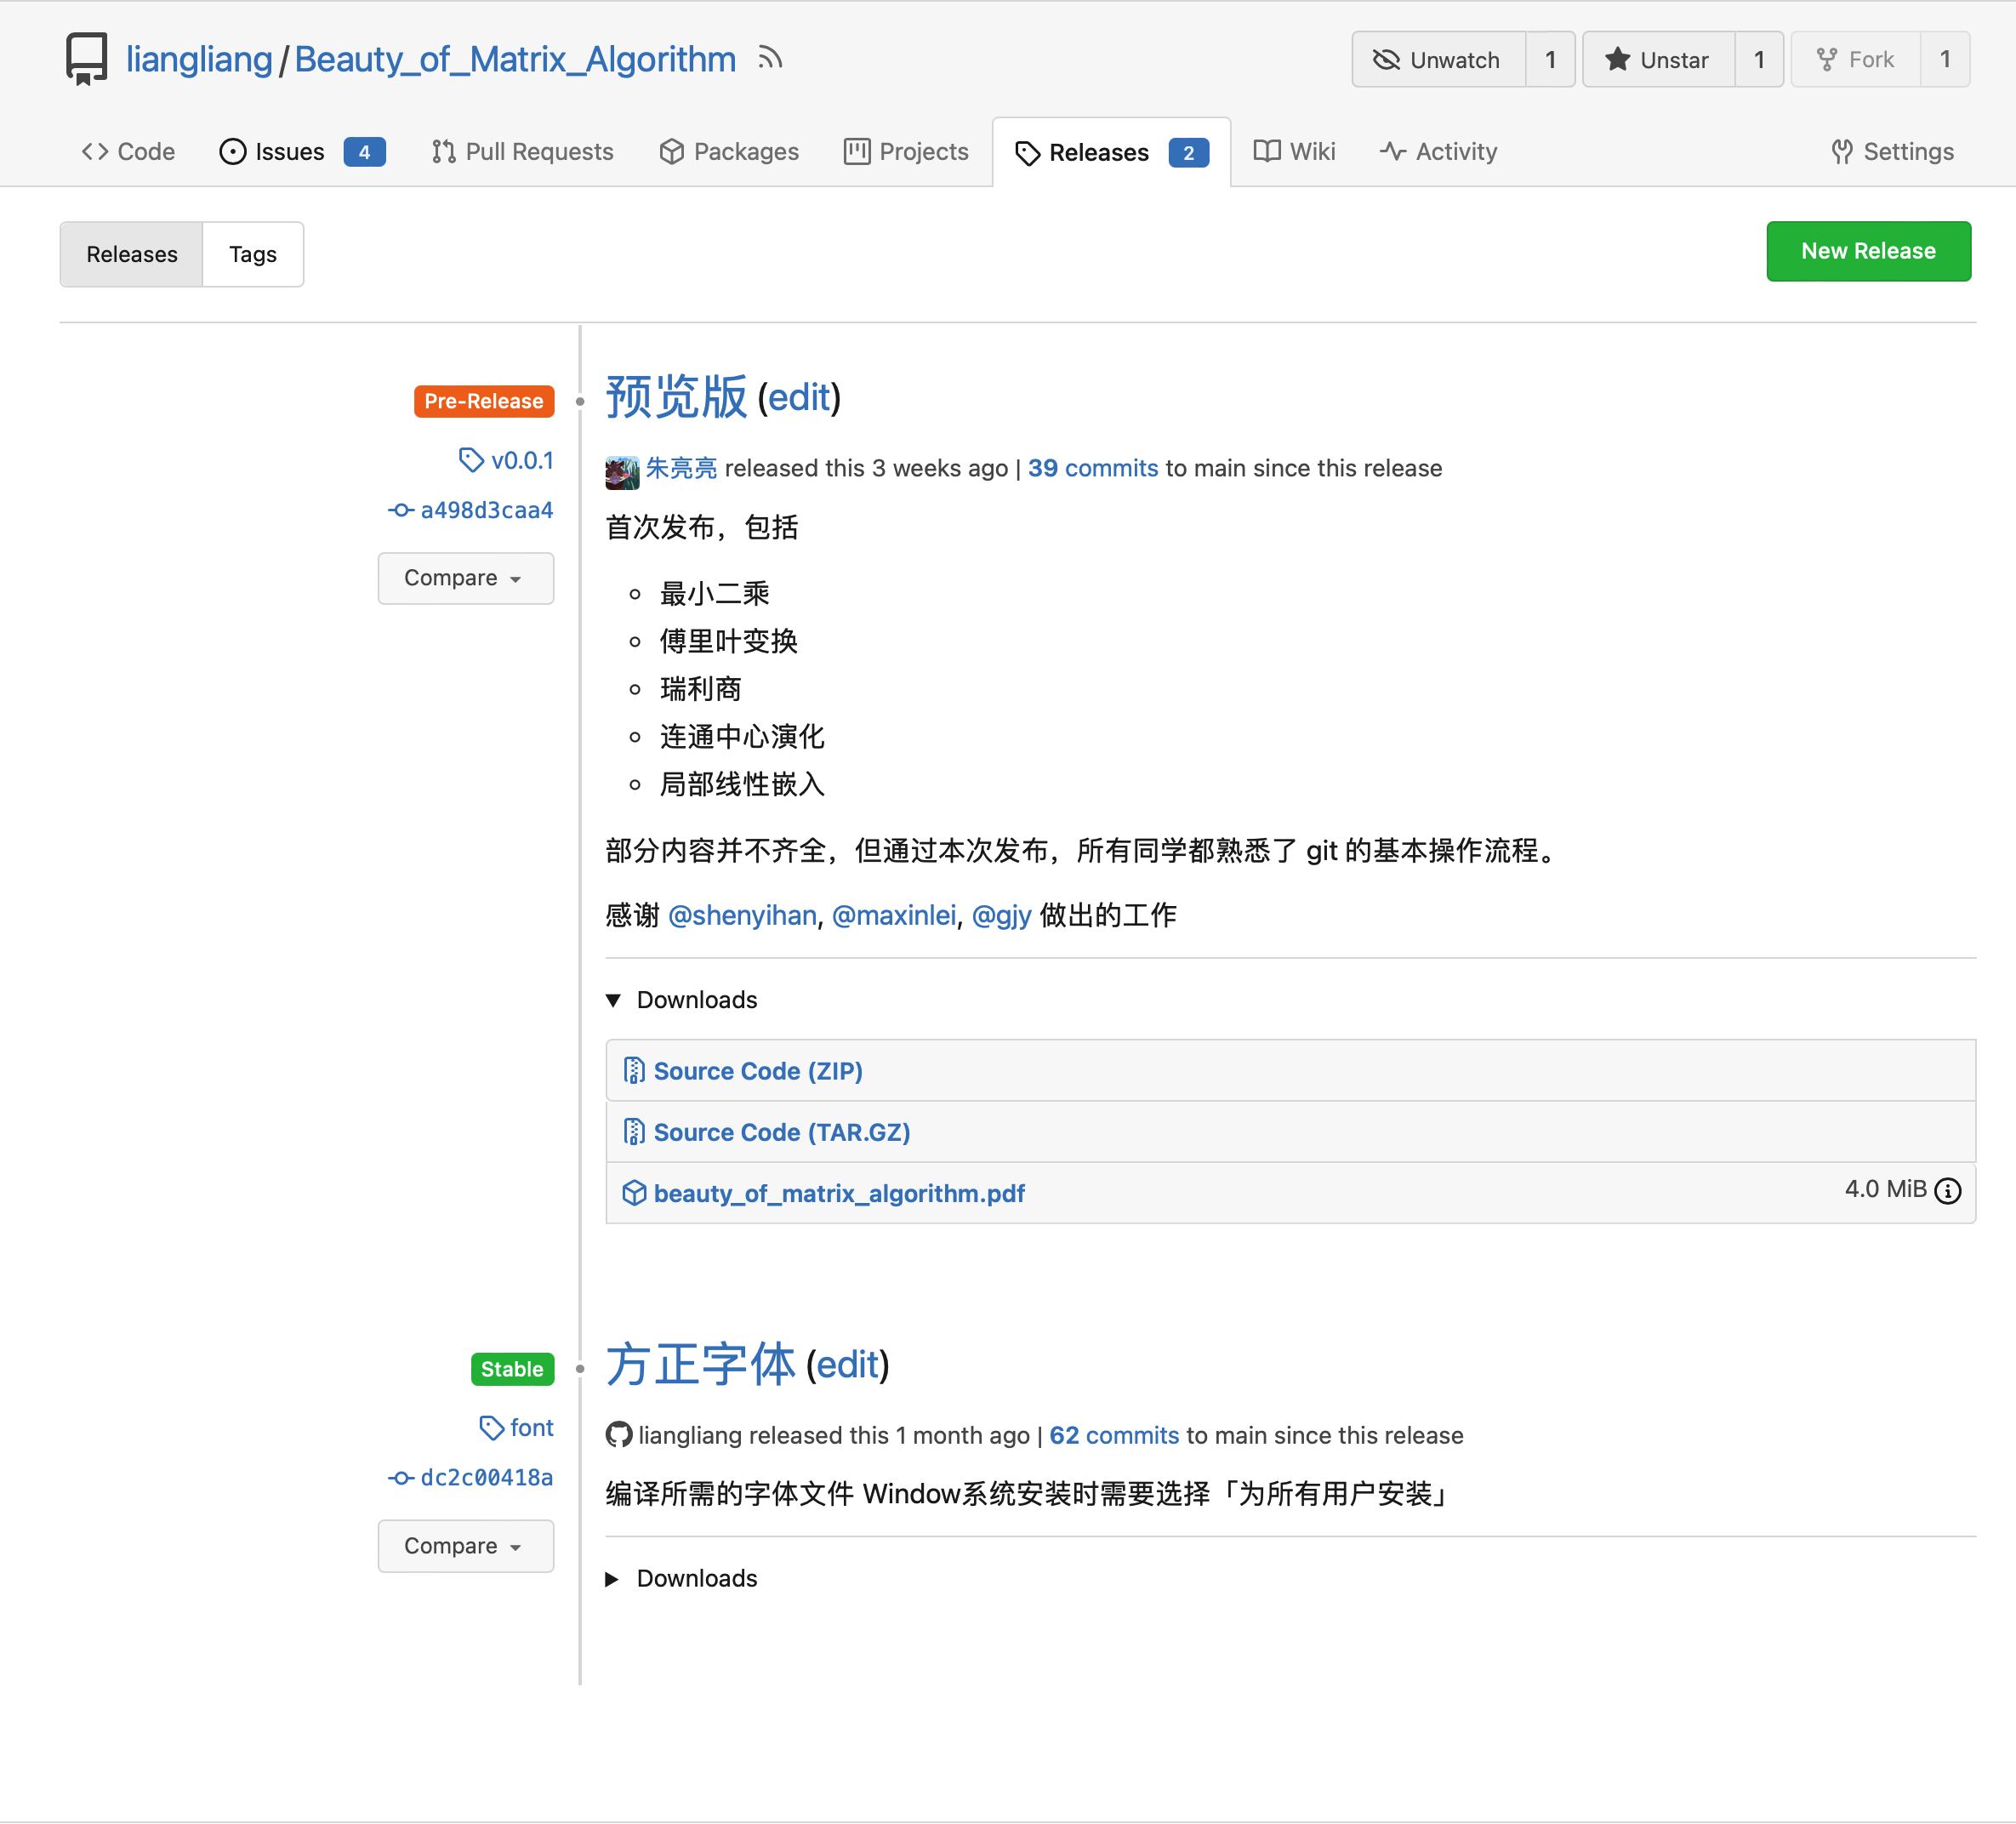 liangliang/Beauty_of_Matrix_Algorithm
Unwatch 1 Unstar 1 Fork 1
Code Issues 4 Pull Requests Packages Projects Releases 2 Wiki Activity Settings
Releases Tags New Release
Pre-Release 预览版 (edit)
v0.0.1 朱亮亮 released this 3 weeks ago | 39 commits to main since this release
a498d3caa4 首次发布，包括
Compare
最小二乘
傅里叶变换
瑞利商
连通中心演化
局部线性嵌入
部分内容并不齐全，但通过本次发布，所有同学都熟悉了 git 的基本操作流程。
感谢 @shenyihan, @maxinlei, @gjy 做出的工作
Downloads
Source Code (ZIP)
Source Code (TAR.GZ)
beauty_of_matrix_algorithm.pdf 4.0 MiB
Stable 方正字体 (edit)
font liangliang released this 1 month ago | 62 commits to main since this release
dc2c00418a 编译所需的字体文件 Window系统安装时需要选择「为所有用户安装」
Compare
Downloads